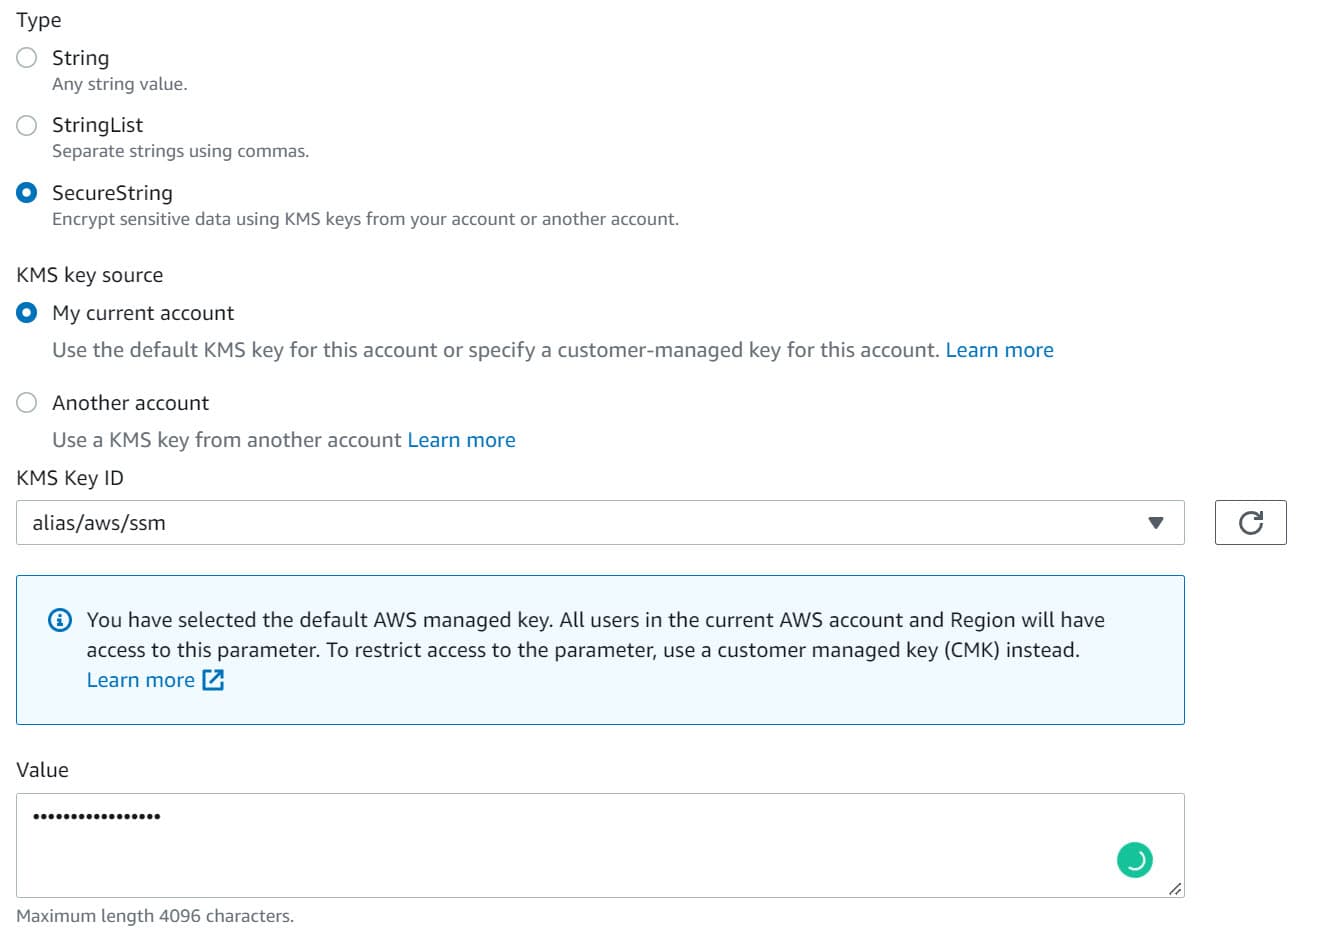 Type
String
Any string value.
StringList
Separate strings using commas.
SecureString
Encrypt sensitive data using KMS keys from your account or another account.
KMS key source
My current account
Use the default KMS key for this account or specify a customer-managed key for this account. Learn more
Another account
Use a KMS key from another account Learn more
KMS Key ID
alias/aws/ssm
You have selected the default AWS managed key. All users in the current AWS account and Region will have
access to this parameter. To restrict access to the parameter, use a customer managed key (CMK) instead.
Learn more
Value
•••••••••••••••••
Maximum length 4096 characters.